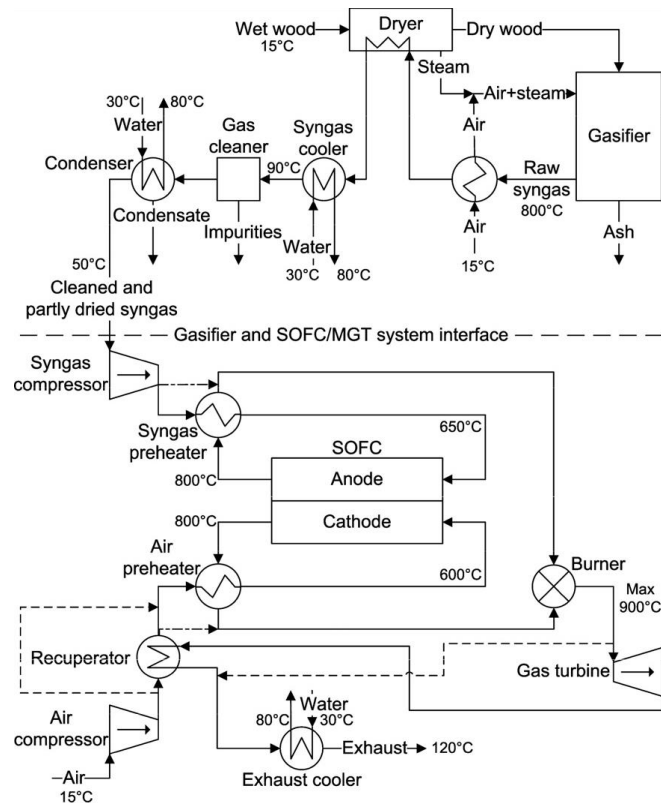 Wet wood
15°C
Dryer
Dry wood
Steam
Air+steam
Gasifier
Air
Raw
syngas
800°C
Air
15°C
Ash
30°C
80°C
Water
Condenser
Gas
cleaner
Syngas
cooler
90°C
Condensate
Impurities
Water
30°C
80°C
50°C
Cleaned and
partly dried syngas
Gasifier and SOFC/MGT system interface
Syngas
compressor
Syngas
preheater
650°C
SOFC
800°C
Anode
800°C
Cathode
Air
preheater
600°C
Burner
Max
900°C
Recuperator
Gas turbine
Water
80°C
30°C
Air
compressor
Exhaust
120°C
Exhaust cooler
Air
15°C